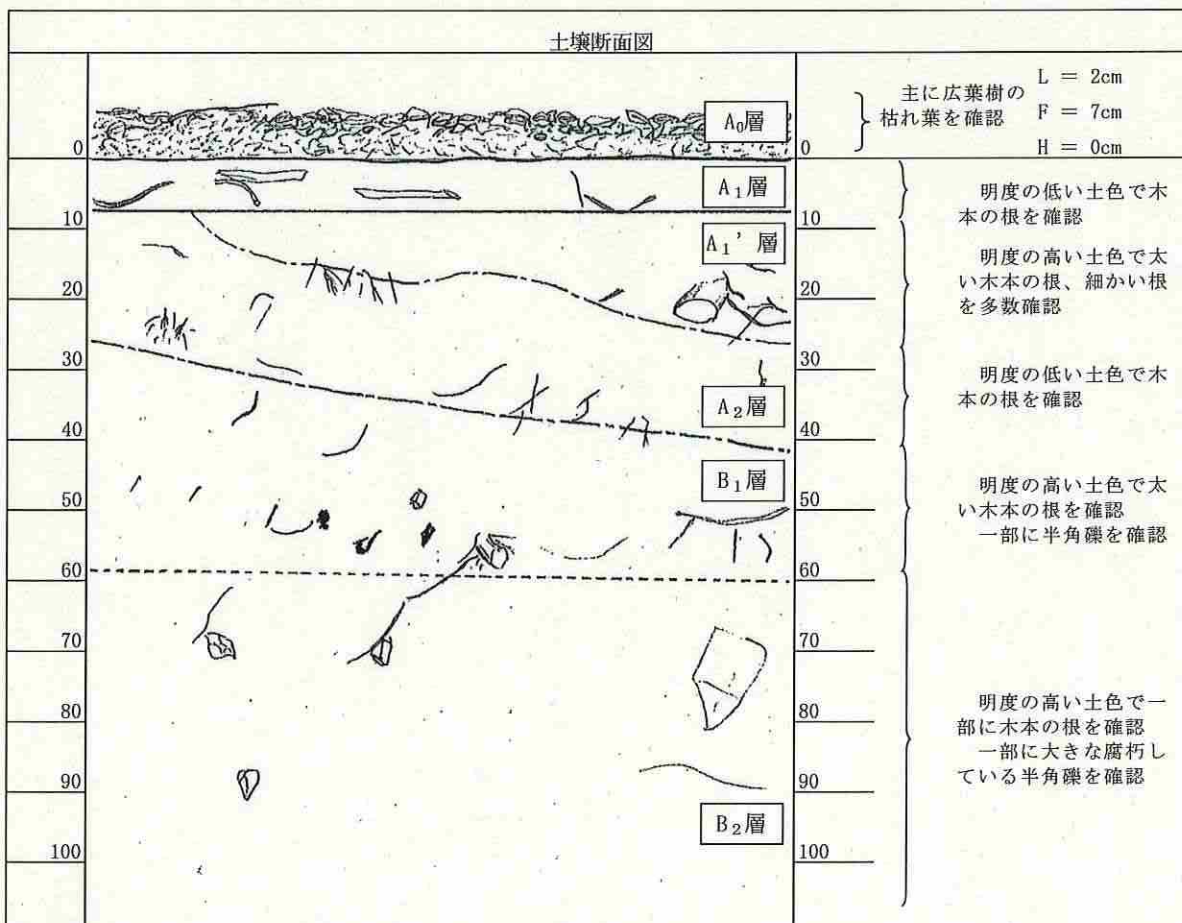 土壌断面図
主に広葉樹の
枯れ葉を確認
L = 2cm
F = 7cm
H = 0cm
A₀層
0
0
A₁層
明度の低い土色で木
本の根を確認
10
10
A₁'層
明度の高い土色で太
い木本の根、細かい根
を多数確認
20
20
30
30
A₂層
明度の低い土色で木
本の根を確認
40
40
B₁層
明度の高い土色で太
い木本の根を確認
一部に半角礫を確認
50
50
60
60
70
70
80
80
明度の高い土色で一
部に木本の根を確認
一部に大きな腐朽し
ている半角礫を確認
90
90
B₂層
100
100